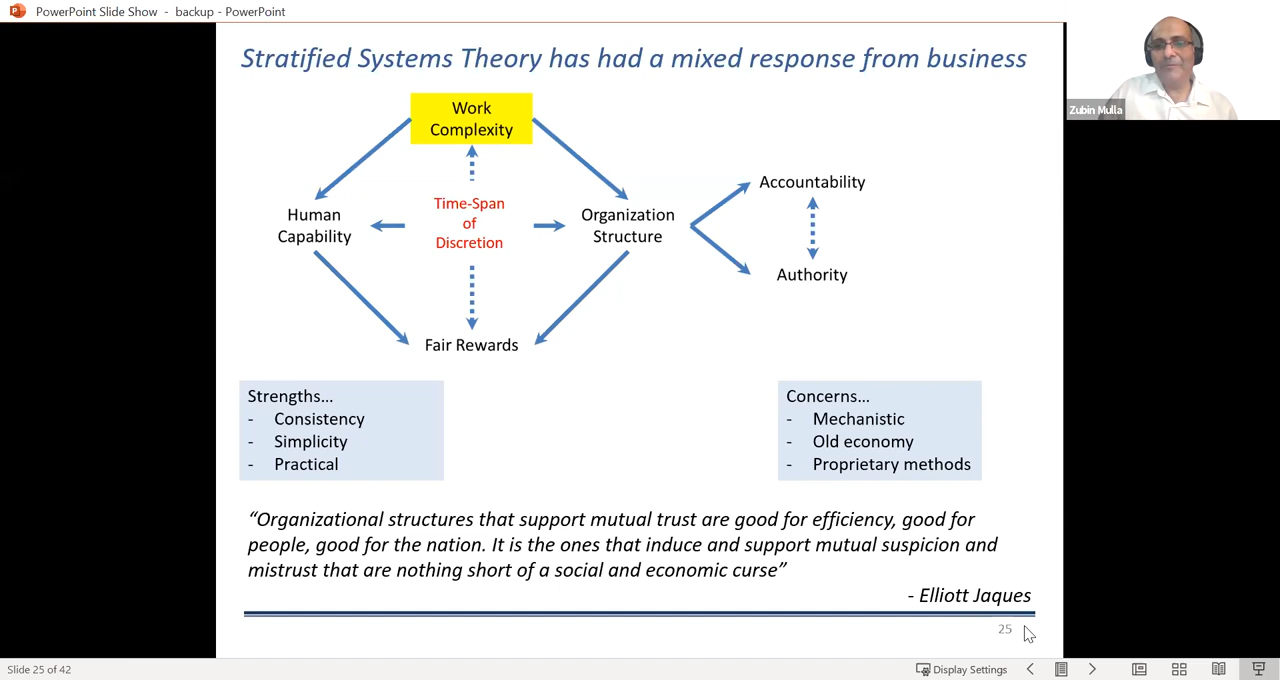 PowerPoint Slide Show - backup - PowerPoint
Stratified Systems Theory has had a mixed response from business
Zubin Mulla
Work
Complexity
Accountability
Human
Capability
Time-Span
of
Discretion
Organization
Structure
Authority
Fair Rewards
Strengths...
- Consistency
- Simplicity
- Practical
Concerns...
- Mechanistic
- Old economy
- Proprietary methods
“Organizational structures that support mutual trust are good for efficiency, good for
people, good for the nation. It is the ones that induce and support mutual suspicion and
mistrust that are nothing short of a social and economic curse”
- Elliott Jaques
25
Slide 25 of 42
Display Settings